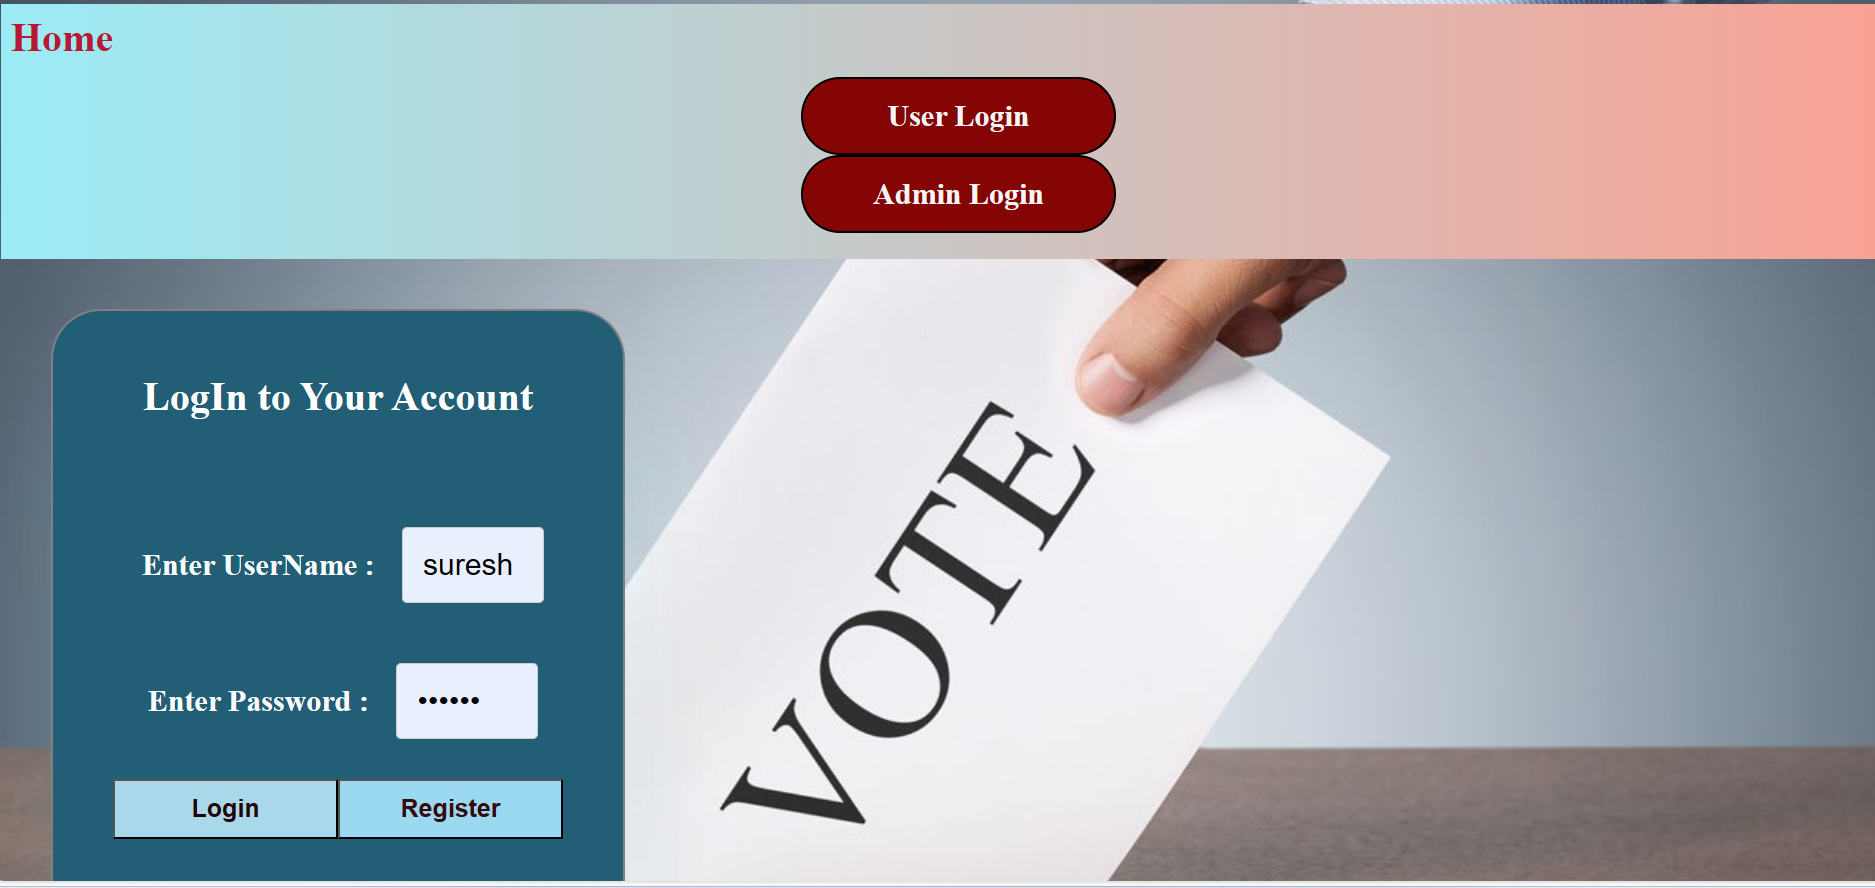 Home
User Login
Admin Login
LogIn to Your Account
Enter UserName : suresh
Enter Password : ••••••
Login Register
VOTE